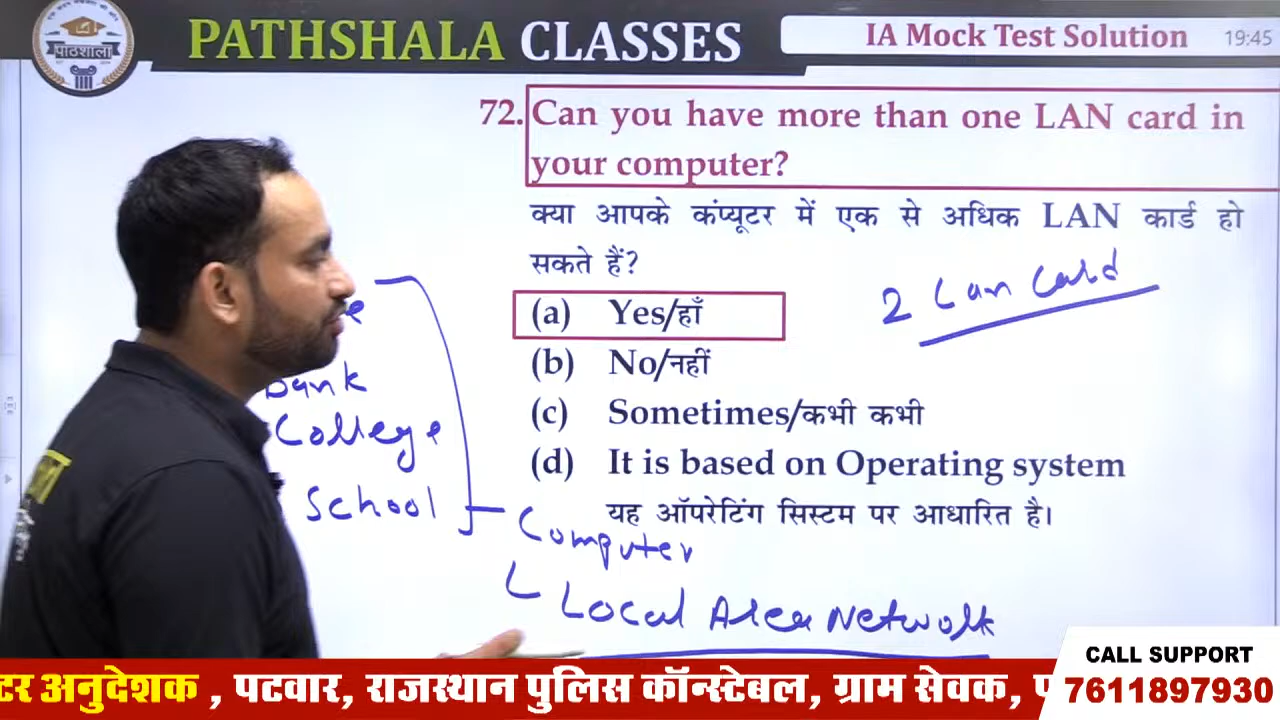 पाठशाला
PATHSHALA CLASSES
IA Mock Test Solution
19:45
72. Can you have more than one LAN card in
your computer?
क्या आपके कंप्यूटर में एक से अधिक LAN कार्ड हो
सकते हैं?
2 Lan Card
(a) Yes/हाँ
(b) No/नहीं
(c) Sometimes/कभी कभी
(d) It is based on Operating system
यह ऑपरेटिंग सिस्टम पर आधारित है।
Bank
College
School
Computer
Local Area Network
टर अनुदेशक , पटवार, राजस्थान पुलिस कॉन्स्टेबल, ग्राम सेवक,
CALL SUPPORT
7611897930